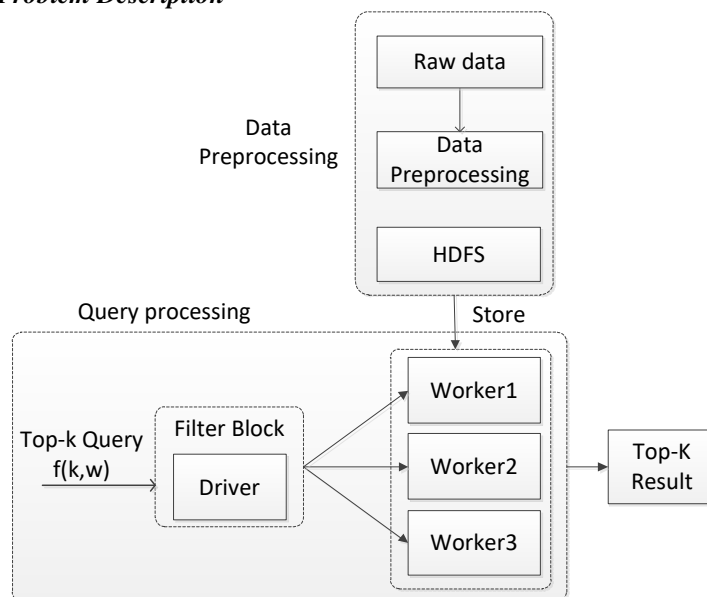 Problem Description
Raw data
Data
Preprocessing
Data
Preprocessing
HDFS
Query processing
Store
Worker1
Top-k Query
f(k,w)
Filter Block
Driver
Worker2
Top-K
Result
Worker3